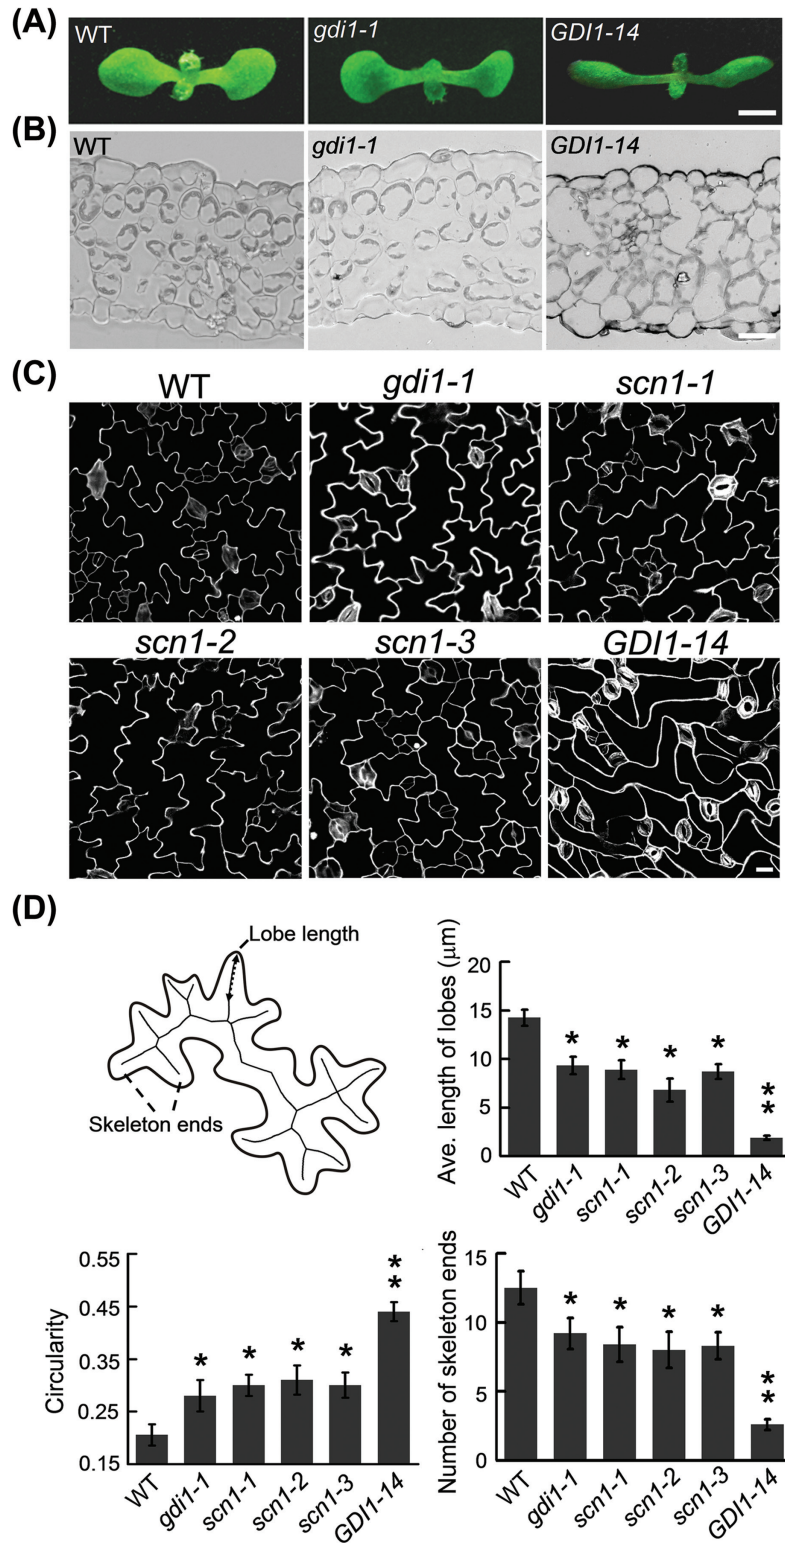 (A)
WT
gdi1-1
GDI1-14
(B)
WT
gdi1-1
GDI1-14
(C)
WT
gdi1-1
scn1-1
scn1-2
scn1-3
GDI1-14
(D)
Lobe length
Skeleton ends
Ave. length of lobes (μm)
20
15
10
5
0
* * * * * *
WT
gdi1-1
scn1-1
scn1-2
scn1-3
GDI1-14
Circularity
0.55
0.45
0.35
0.25
0.15
* * * * * *
WT
gdi1-1
scn1-1
scn1-2
scn1-3
GDI1-14
Number of skeleton ends
15
10
5
0
* * * * * *
WT
gdi1-1
scn1-1
scn1-2
scn1-3
GDI1-14